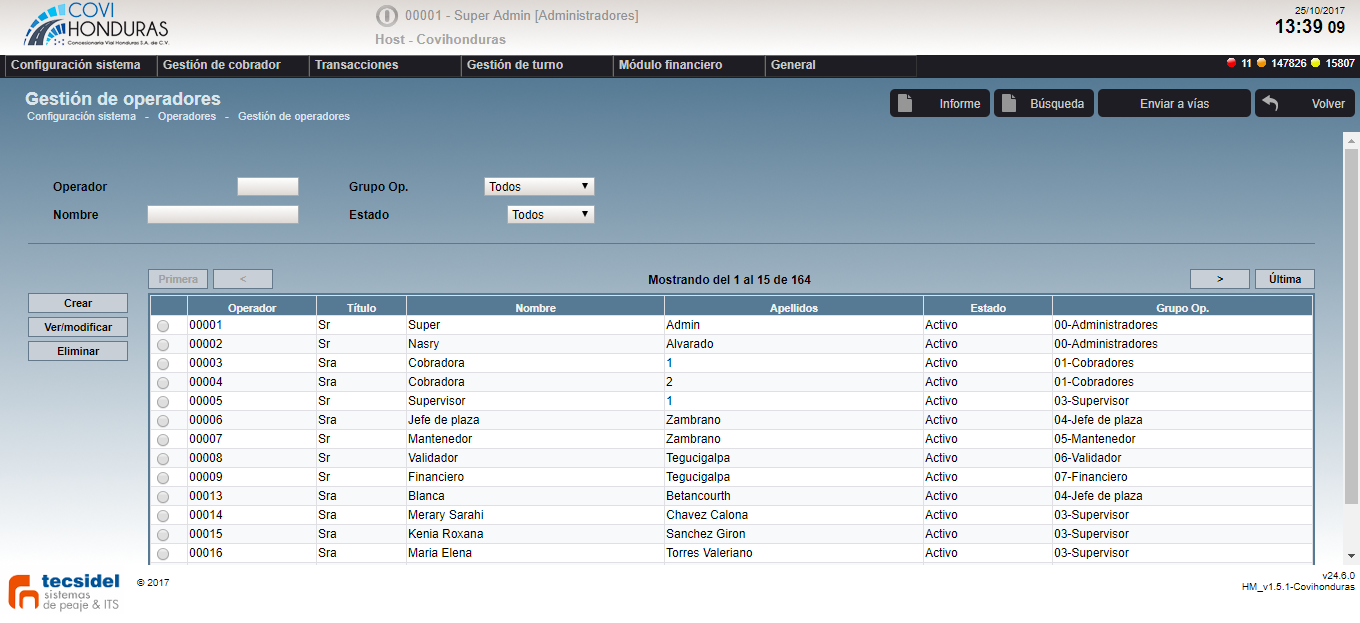 COVI
HONDURAS
Concesionaria Vial Honduras S.A. de C.V.
00001 - Super Admin [Administradores]
Host - Covihonduras
25/10/2017
13:39 09
Configuración sistema Gestión de cobrador Transacciones Gestión de turno Módulo financiero General 11 147826 15807
Gestión de operadores
Configuración sistema - Operadores - Gestión de operadores
Informe Búsqueda Enviar a vías Volver
Operador Grupo Op. Todos
Nombre Estado Todos
Primera < Mostrando del 1 al 15 de 164 > Última
Crear
Ver/modificar
Eliminar
Operador Título Nombre Apellidos Estado Grupo Op.
00001 Sr Super Admin Activo 00-Administradores
00002 Sr Nasry Alvarado Activo 00-Administradores
00003 Sra Cobradora 1 Activo 01-Cobradores
00004 Sra Cobradora 2 Activo 01-Cobradores
00005 Sr Supervisor 1 Activo 03-Supervisor
00006 Sra Jefe de plaza Zambrano Activo 04-Jefe de plaza
00007 Sr Mantenedor Zambrano Activo 05-Mantenedor
00008 Sr Validador Tegucigalpa Activo 06-Validador
00009 Sr Financiero Tegucigalpa Activo 07-Financiero
00013 Sra Blanca Betancourth Activo 04-Jefe de plaza
00014 Sra Merary Sarahi Chavez Calona Activo 03-Supervisor
00015 Sra Kenia Roxana Sanchez Giron Activo 03-Supervisor
00016 Sra Maria Elena Torres Valeriano Activo 03-Supervisor
tecsidel
sistemas
de peaje & ITS
© 2017
v24.6.0
HM_v1.5.1-Covihonduras